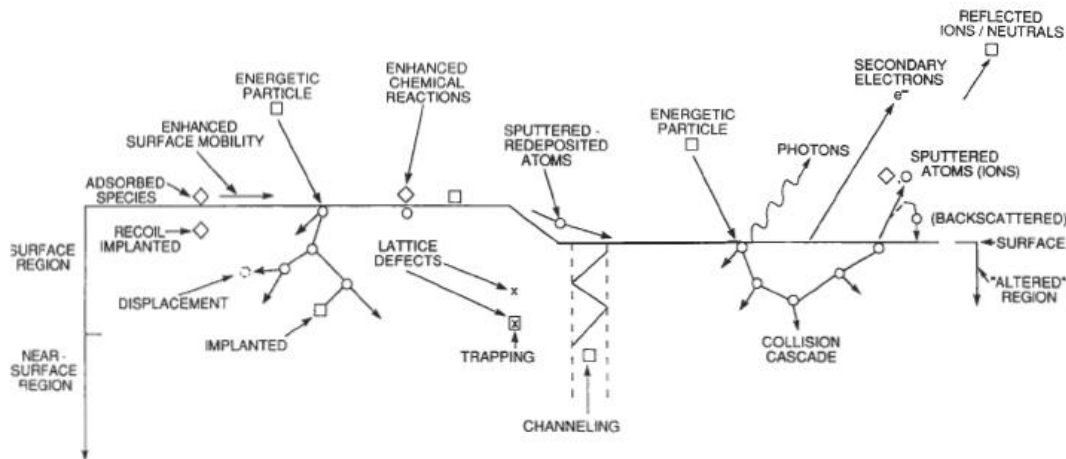 REFLECTED
IONS / NEUTRALS
SECONDARY
ELECTRONS
e−
ENHANCED
CHEMICAL
REACTIONS
ENERGETIC
PARTICLE
ENERGETIC
PARTICLE
ENHANCED
SURFACE MOBILITY
SPUTTERED -
REDEPOSITED
ATOMS
PHOTONS
SPUTTERED
ATOMS (IONS)
ADSORBED
SPECIES
(BACKSCATTERED)
RECOIL
IMPLANTED
SURFACE
SURFACE
REGION
LATTICE
DEFECTS
x
"ALTERED"
REGION
DISPLACEMENT
x
IMPLANTED
TRAPPING
COLLISION
CASCADE
NEAR -
SURFACE
REGION
CHANNELING